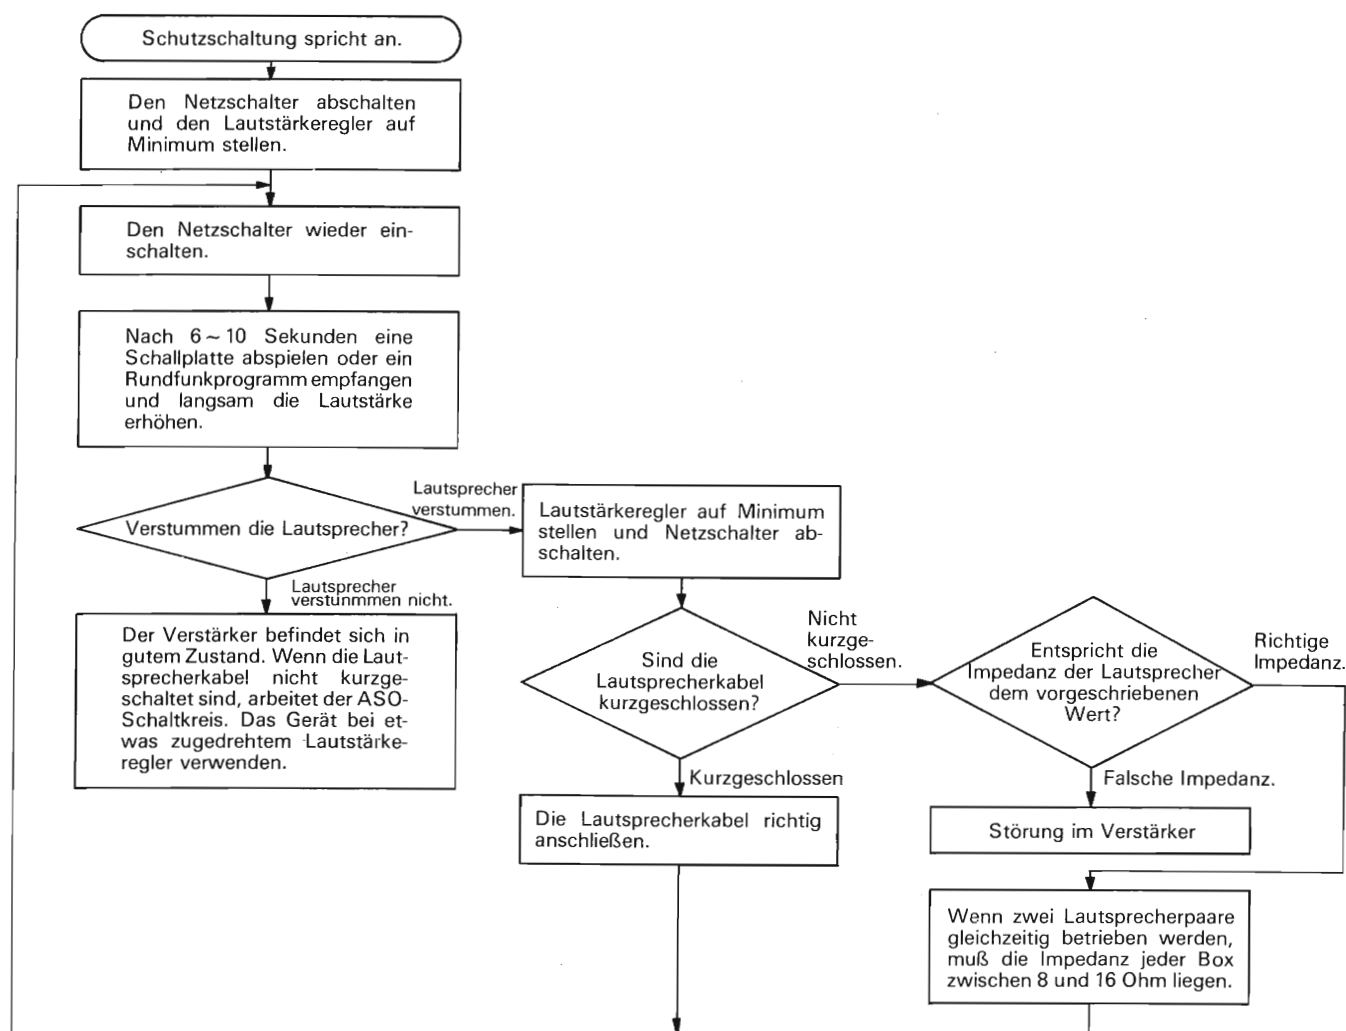 Schutzschaltung spricht an.
Den Netzschalter abschalten
und den Lautstärkeregler auf
Minimum stellen.
Den Netzschalter wieder ein-
schalten.
Nach 6~10 Sekunden eine
Schallplatte abspielen oder ein
Rundfunkprogramm empfangen
und langsam die Lautstärke
erhöhen.
Verstummen die Lautsprecher?
Lautsprecher
verstummen.
Lautsprecher
verstunmmen nicht.
Der Verstärker befindet sich in
gutem Zustand. Wenn die Laut-
sprecherkabel nicht kurzge-
schaltet sind, arbeitet der ASO-
Schaltkreis. Das Gerät bei et-
was zugedrehtem Lautstärke-
regler verwenden.
Lautstärkeregler auf Minimum
stellen und Netzschalter ab-
schalten.
Sind die
Lautsprecherkabel
kurzgeschlossen?
Nicht
kurzge-
schlossen.
Kurzgeschlossen
Die Lautsprecherkabel richtig
anschließen.
Entspricht die
Impedanz der Lautsprecher
dem vorgeschriebenen
Wert?
Richtige
Impedanz.
Falsche Impedanz.
Störung im Verstärker
Wenn zwei Lautsprecherpaare
gleichzeitig betrieben werden,
muß die Impedanz jeder Box
zwischen 8 und 16 Ohm liegen.